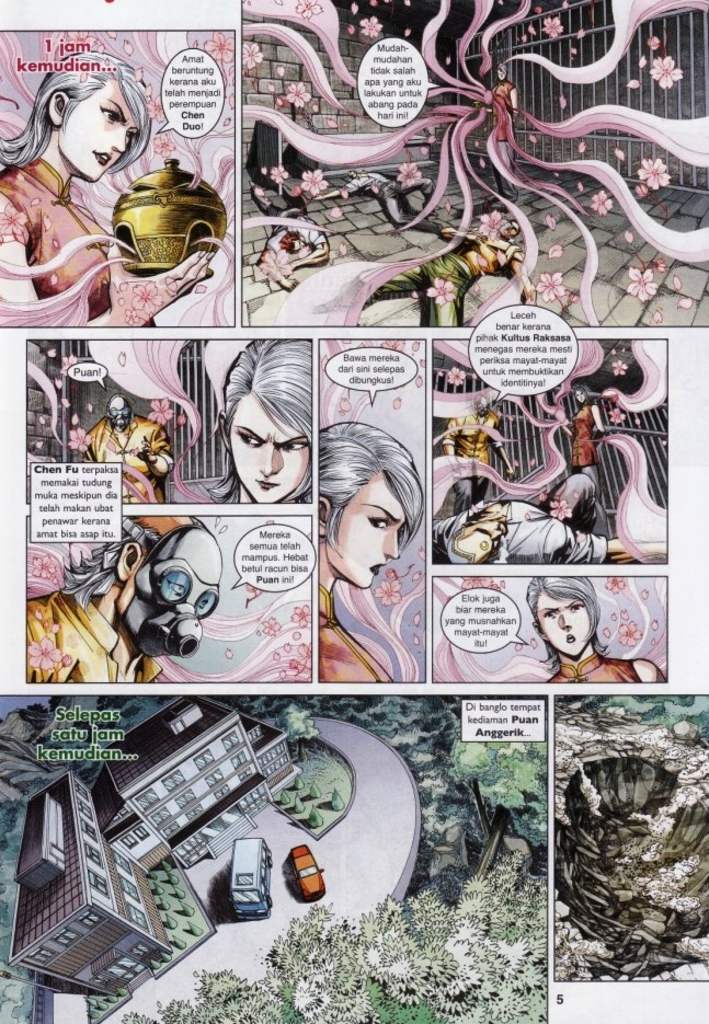 1 jam
kemudian...
Amat
beruntung
kerana aku
telah menjadi
perempuan
Chen
Duo!
Mudah-
mudahan
tidak salah
apa yang aku
lakukan untuk
abang pada
hari ini!
Puan!
Chen Fu terpaksa
memakai tudung
muka meskipun dia
telah makan ubat
penawar kerana
amat bisa asap itu.
Mereka
semua telah
mampus. Hebat
betul racun bisa
Puan ini!
Bawa mereka
dari sini selepas
dibungkus!
Leceh
benar kerana
pihak Kultus Raksasa
menegas mereka mesti
periksa mayat-mayat
untuk membuktikan
identitinya!
Elok juga
biar mereka
yang musnahkan
mayat-mayat
itu!
Selepas
satu jam
kemudian...
Di banglo tempat
kediaman Puan
Anggerik...
5